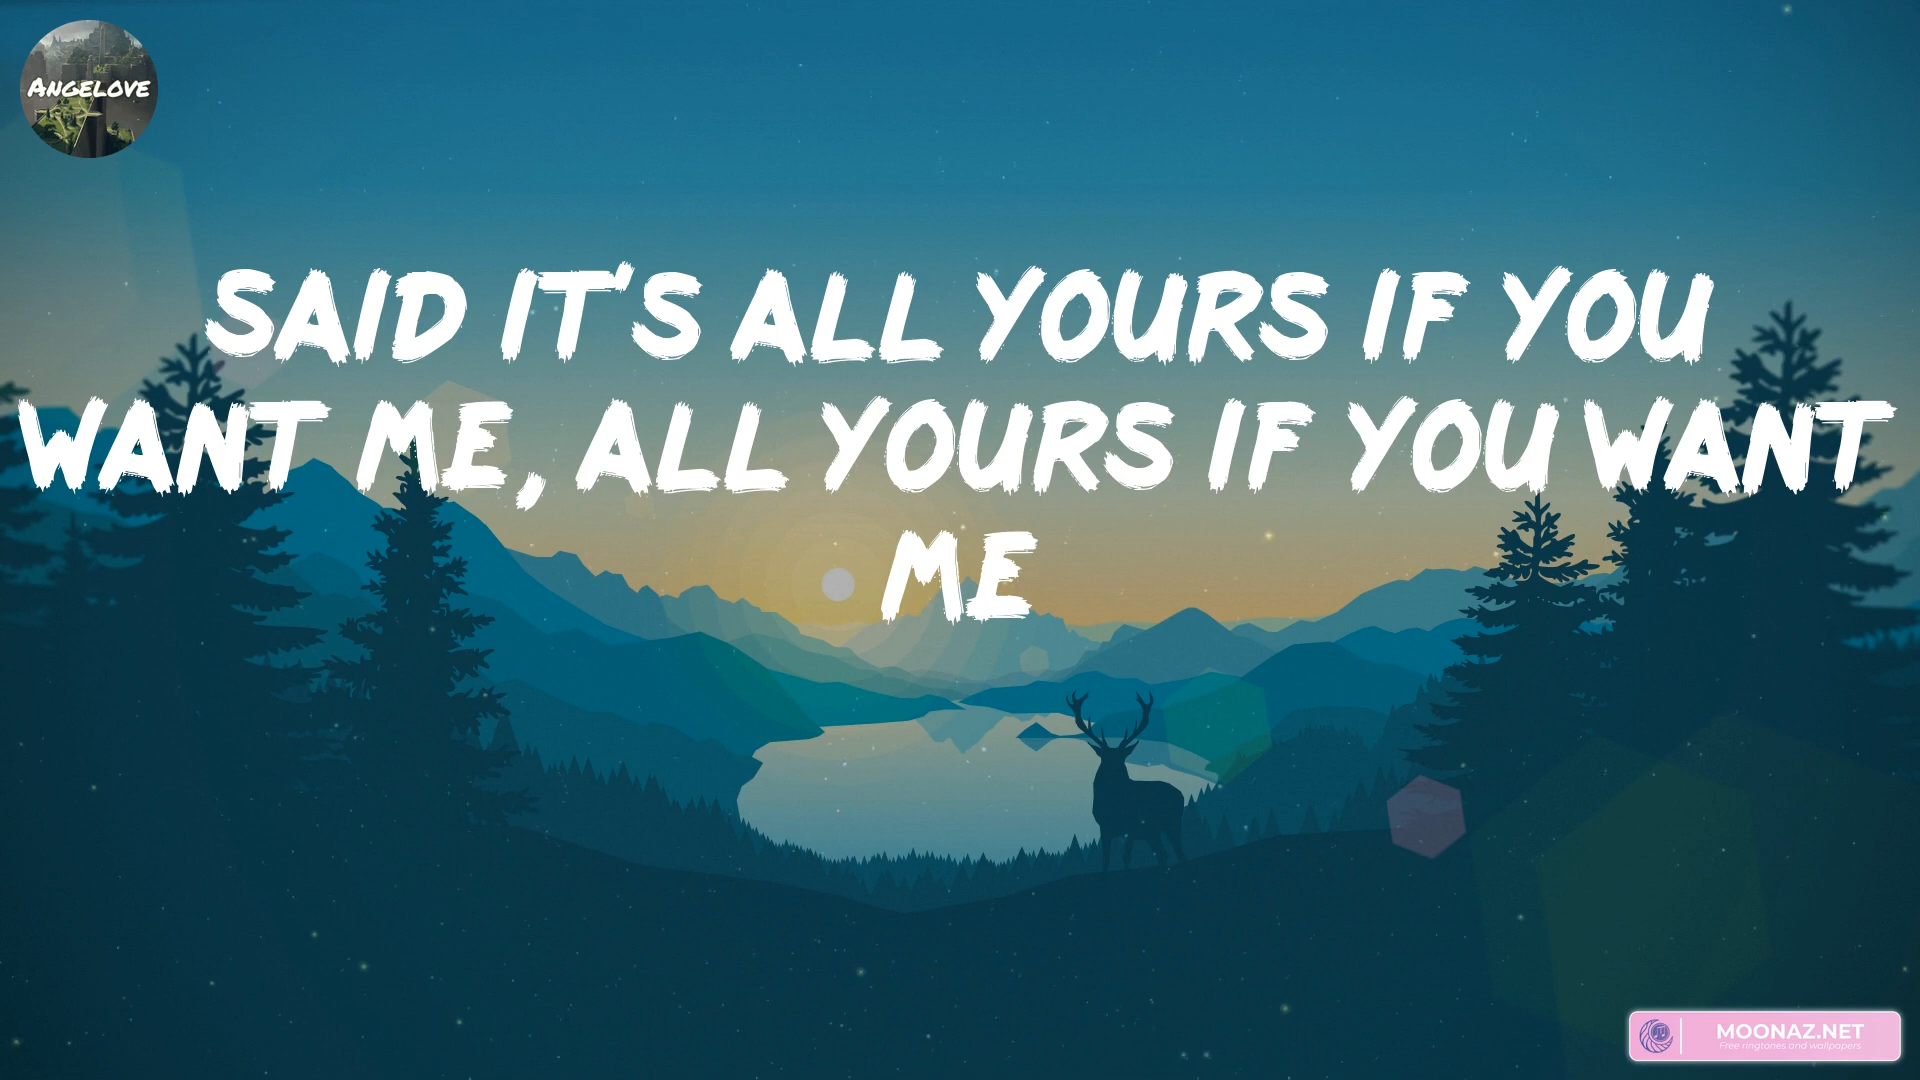 ANGELOVE
SAID IT'S ALL YOURS IF YOU
WANT ME, ALL YOURS IF YOU WANT
ME
MOONAZ.NET
Free ringtones and wallpapers